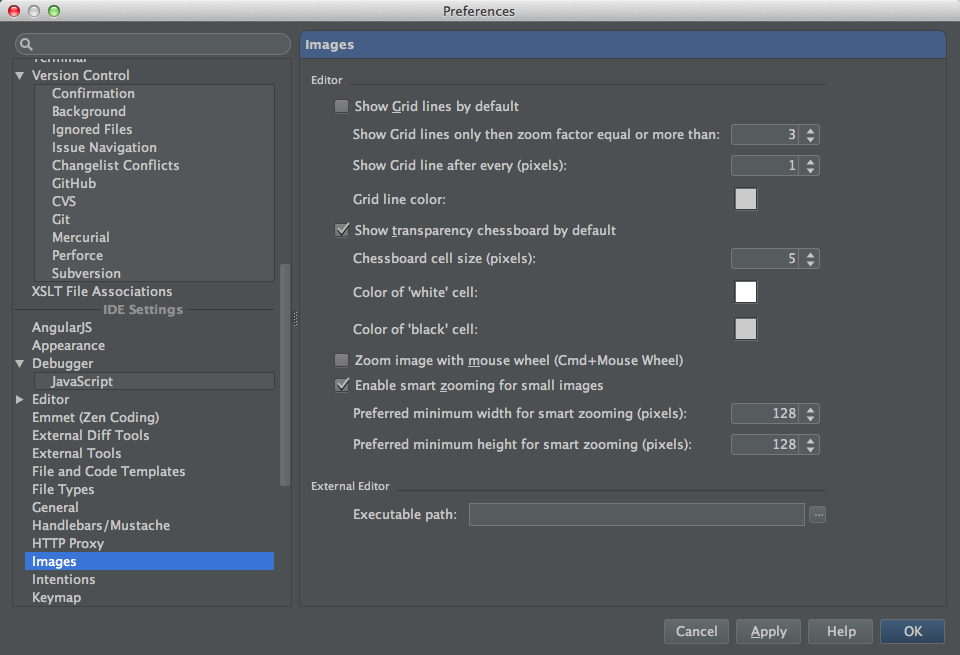 Preferences
Terminal
Version Control
Confirmation
Background
Ignored Files
Issue Navigation
Changelist Conflicts
GitHub
CVS
Git
Mercurial
Perforce
Subversion
XSLT File Associations
IDE Settings
AngularJS
Appearance
Debugger
JavaScript
Editor
Emmet (Zen Coding)
External Diff Tools
External Tools
File and Code Templates
File Types
General
Handlebars/Mustache
HTTP Proxy
Images
Intentions
Keymap
Images
Editor
Show Grid lines by default
Show Grid lines only then zoom factor equal or more than: 3
Show Grid line after every (pixels): 1
Grid line color:
Show transparency chessboard by default
Chessboard cell size (pixels): 5
Color of 'white' cell:
Color of 'black' cell:
Zoom image with mouse wheel (Cmd+Mouse Wheel)
Enable smart zooming for small images
Preferred minimum width for smart zooming (pixels): 128
Preferred minimum height for smart zooming (pixels): 128
External Editor
Executable path: ...
Cancel Apply Help OK